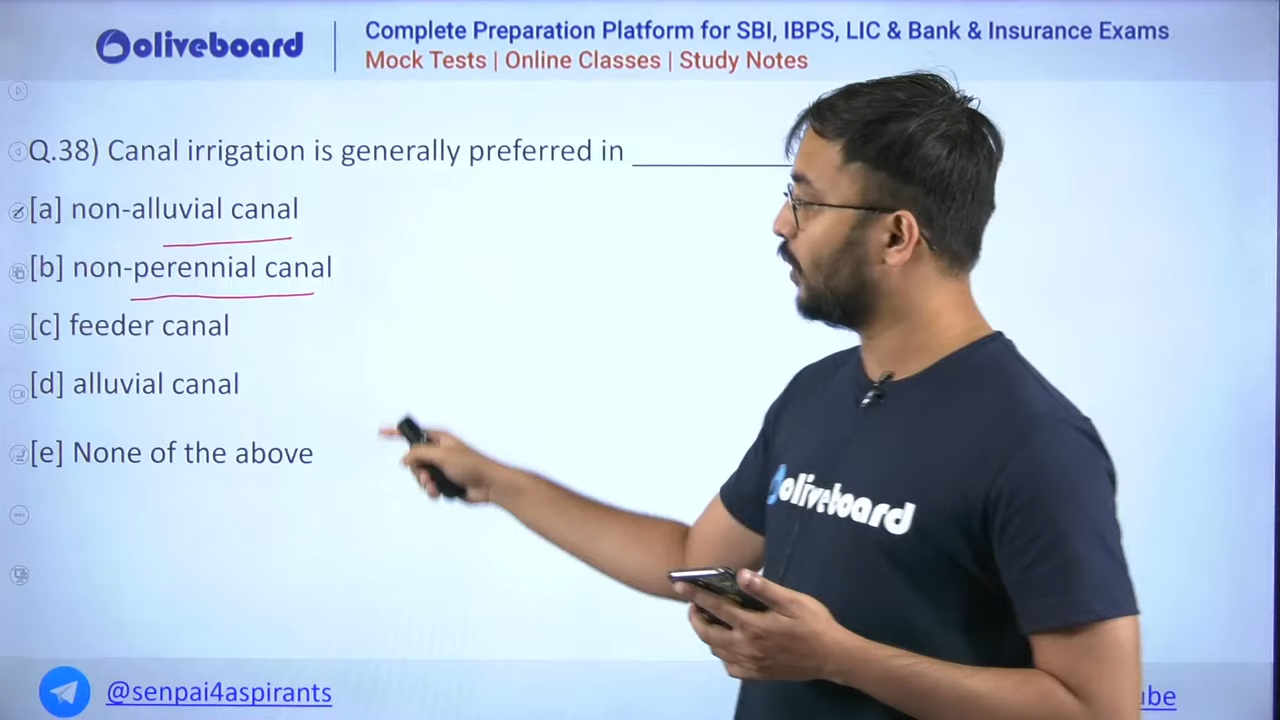 oliveboard
Complete Preparation Platform for SBI, IBPS, LIC & Bank & Insurance Exams
Mock Tests | Online Classes | Study Notes
Q.38) Canal irrigation is generally preferred in ___________
[a] non-alluvial canal
[b] non-perennial canal
[c] feeder canal
[d] alluvial canal
[e] None of the above
oliveboard
@senpai4aspirants